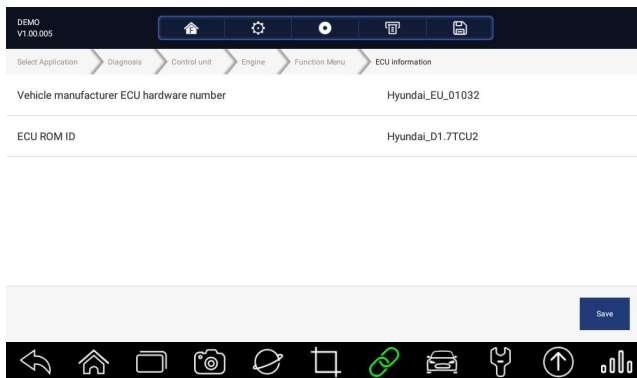 DEMO
V1.00.005
Select Application Diagnosis Control unit Engine Function Menu ECU information
Vehicle manufacturer ECU hardware number Hyundai_EU_01032
ECU ROM ID Hyundai_D1.7TCU2
Save